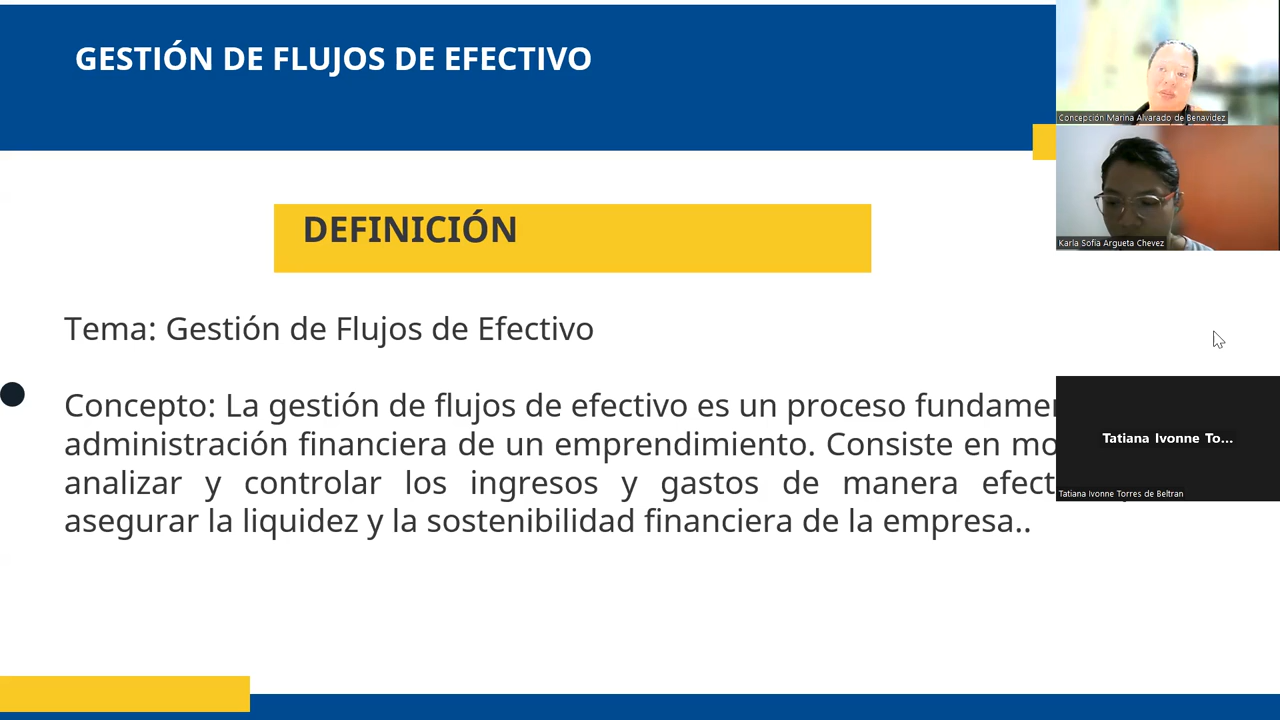 GESTIÓN DE FLUJOS DE EFECTIVO
DEFINICIÓN
Tema: Gestión de Flujos de Efectivo
Concepto: La gestión de flujos de efectivo es un proceso
administración financiera de un emprendimiento. Consiste en
analizar y controlar los ingresos y gastos de manera
asegurar la liquidez y la sostenibilidad financiera de la empresa..
Concepción Marina Alvarado de Benavidez
Karla Sofia Argueta Chevez
Tatiana Ivonne To...
Tatiana Ivonne Torres de Beltran